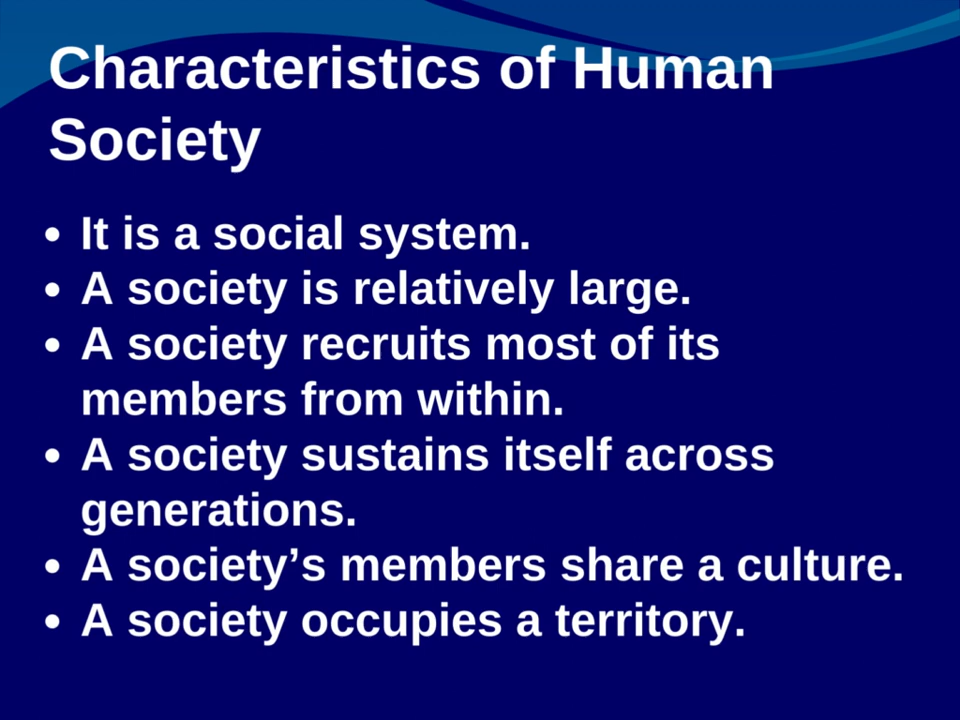 Characteristics of Human
Society
• It is a social system.
• A society is relatively large.
• A society recruits most of its
members from within.
• A society sustains itself across
generations.
• A society’s members share a culture.
• A society occupies a territory.